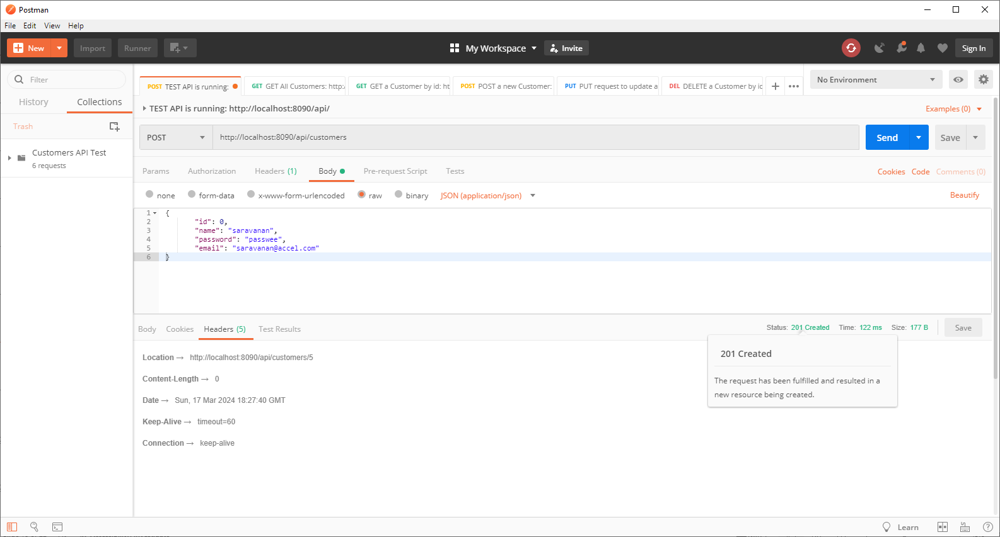 Postman
File Edit View Help
New Import Runner My Workspace Invite Sign In
Filter
History Collections
Trash
Customers API Test
6 requests
POST TEST API is running: GET GET All Customers: http:/ GET GET a Customer by id: ht POST POST a new Customer: PUT PUT request to update a DEL DELETE a Customer by ic + ••• No Environment
TEST API is running: http://localhost:8090/api/ Examples (0)
POST http://localhost:8090/api/customers Send Save
Params Authorization Headers (1) Body Pre-request Script Tests Cookies Code Comments (0)
none form-data x-www-form-urlencoded raw binary JSON (application/json) Beautify
1 {
2 "id": 0,
3 "name": "saravanan",
4 "password": "passwee",
5 "email": "saravanan@accel.com"
6 }
Body Cookies Headers (5) Test Results Status: 201 Created Time: 122 ms Size: 177 B Save
201 Created
The request has been fulfilled and resulted in a
new resource being created.
Location → http://localhost:8090/api/customers/5
Content-Length → 0
Date → Sun, 17 Mar 2024 18:27:40 GMT
Keep-Alive → timeout=60
Connection → keep-alive
Learn